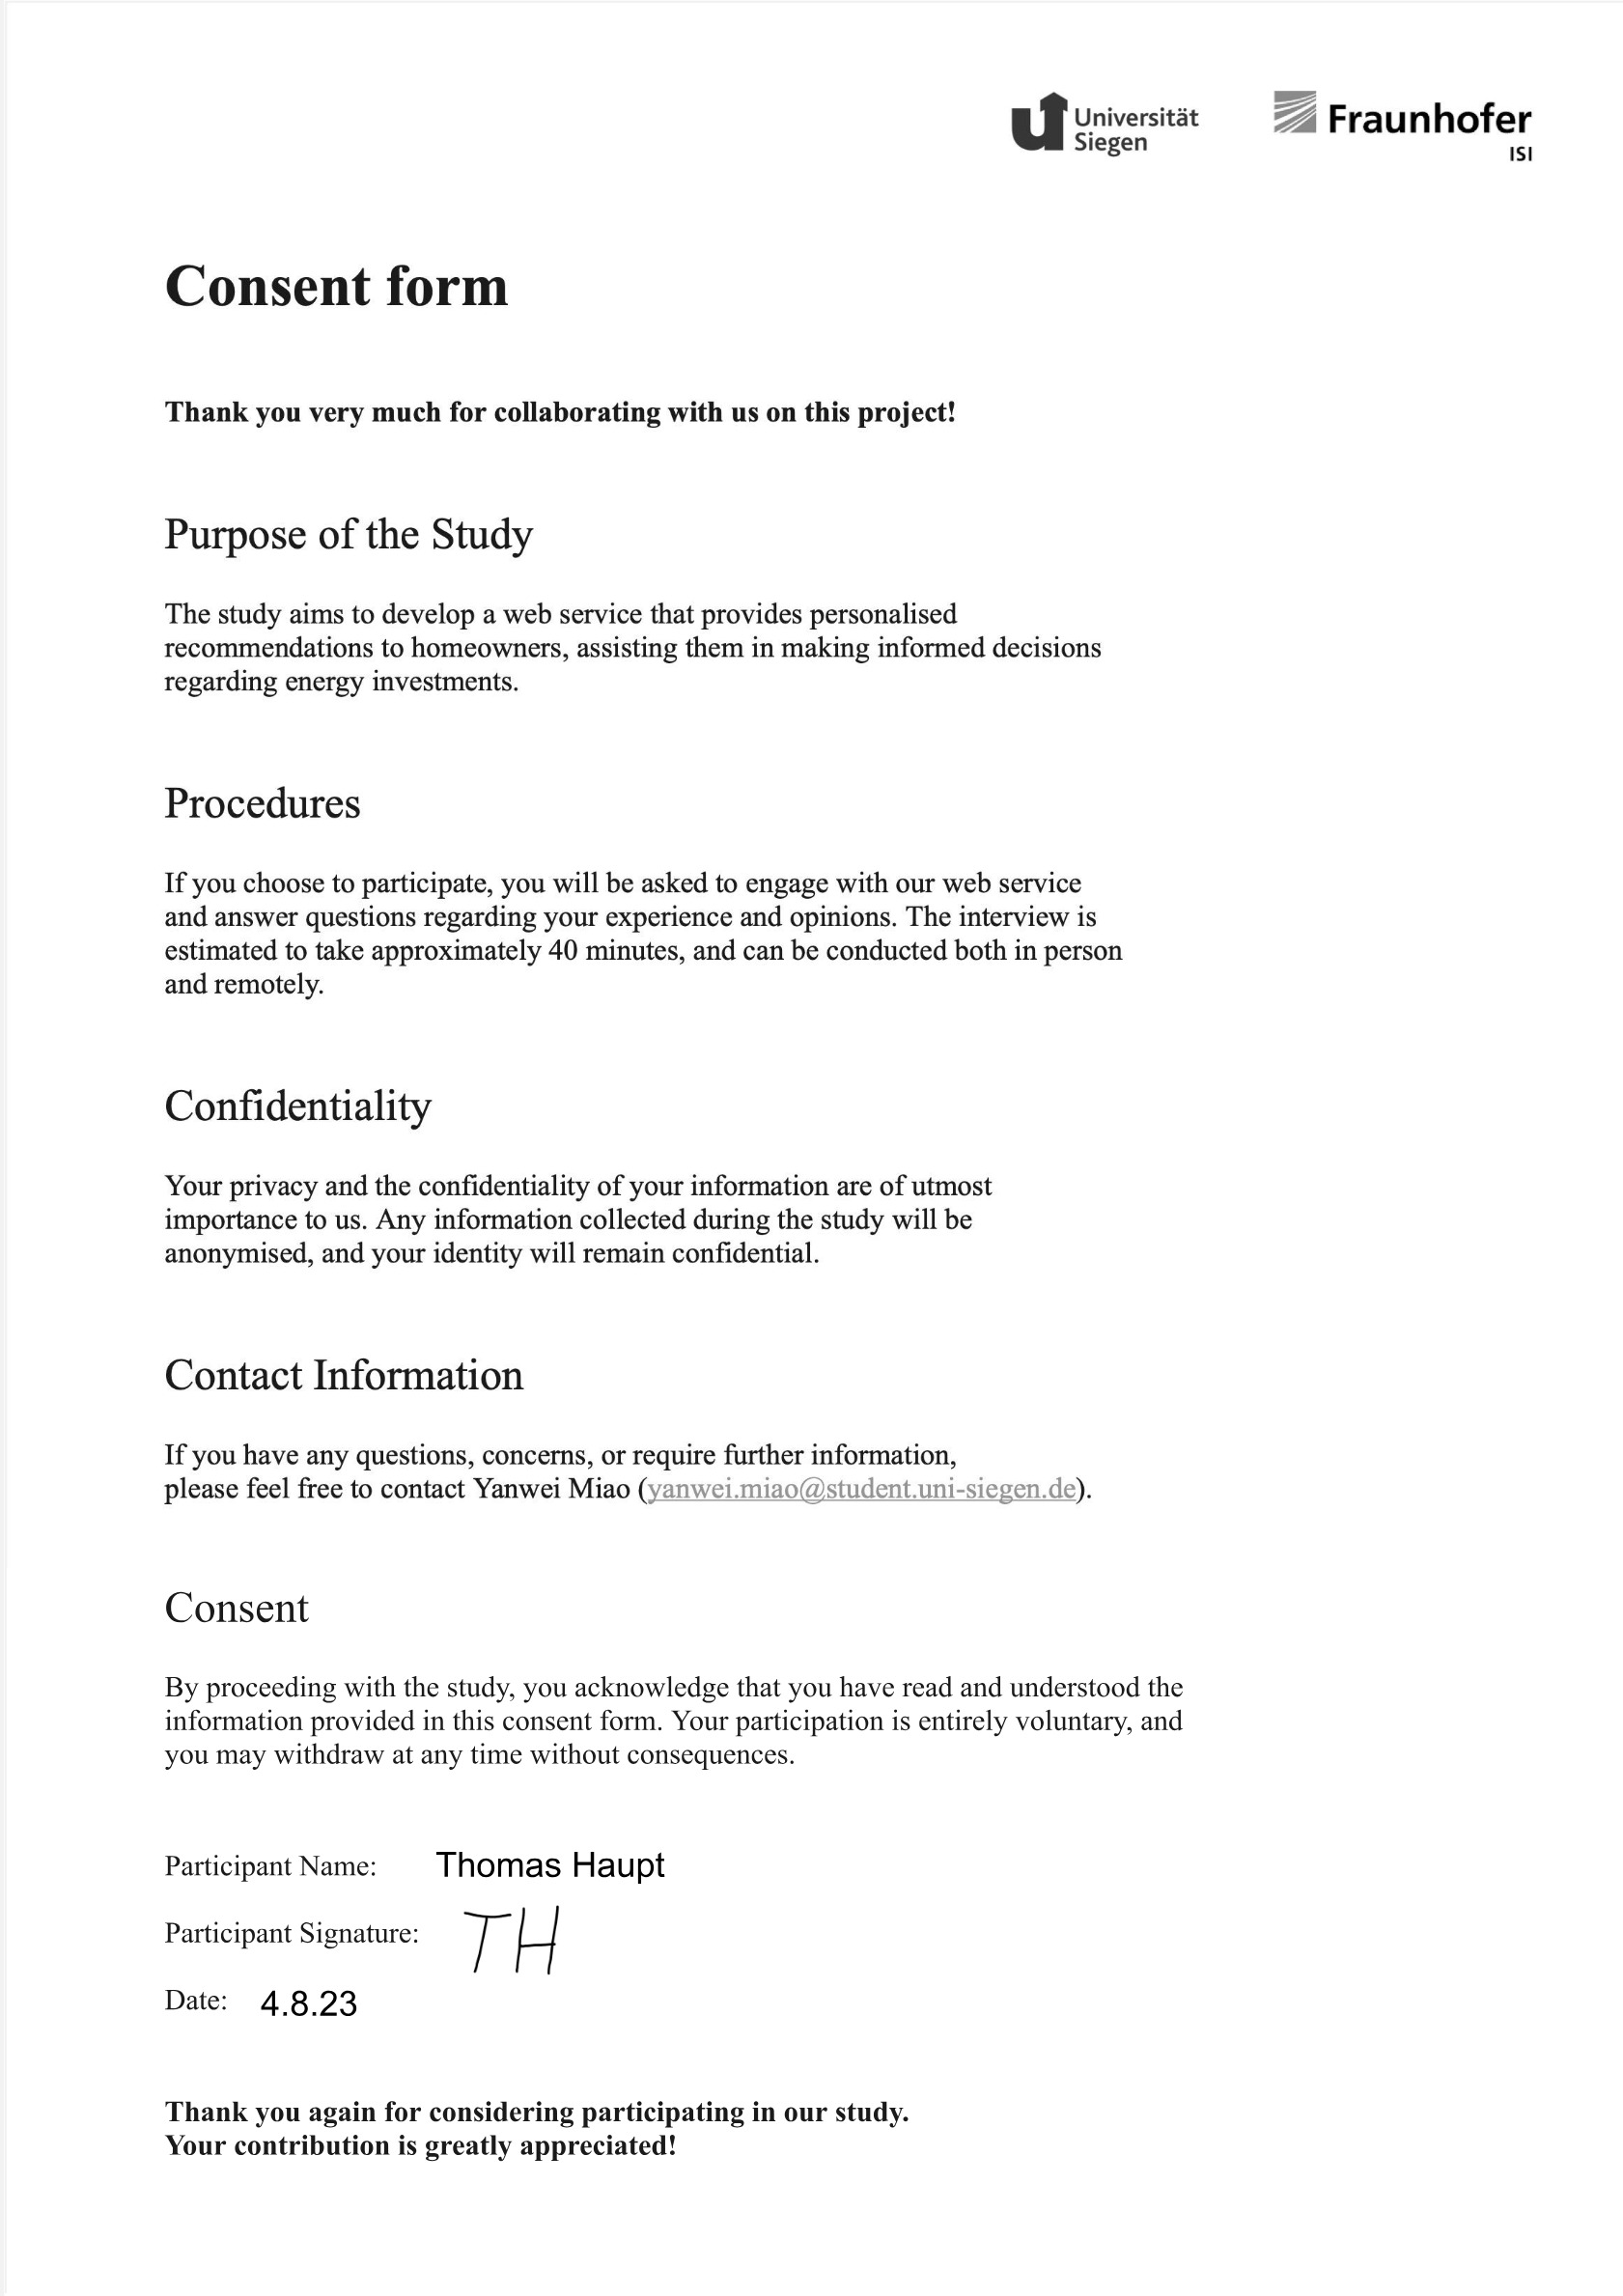 Universität
Siegen
Fraunhofer
ISI
Consent form
Thank you very much for collaborating with us on this project!
Purpose of the Study
The study aims to develop a web service that provides personalised
recommendations to homeowners, assisting them in making informed decisions
regarding energy investments.
Procedures
If you choose to participate, you will be asked to engage with our web service
and answer questions regarding your experience and opinions. The interview is
estimated to take approximately 40 minutes, and can be conducted both in person
and remotely.
Confidentiality
Your privacy and the confidentiality of your information are of utmost
importance to us. Any information collected during the study will be
anonymised, and your identity will remain confidential.
Contact Information
If you have any questions, concerns, or require further information,
please feel free to contact Yanwei Miao (yanwei.miao@student.uni-siegen.de).
Consent
By proceeding with the study, you acknowledge that you have read and understood the
information provided in this consent form. Your participation is entirely voluntary, and
you may withdraw at any time without consequences.
Participant Name: Thomas Haupt
Participant Signature: TH
Date: 4.8.23
Thank you again for considering participating in our study.
Your contribution is greatly appreciated!